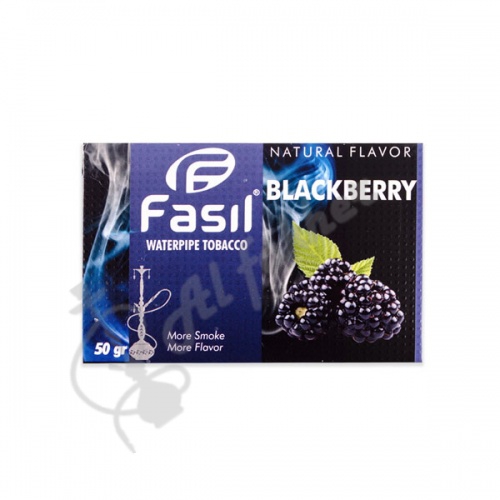 Fasil®
WATERPIPE TOBACCO
50 gr
More Smoke
More Flavor
NATURAL FLAVOR
BLACKBERRY